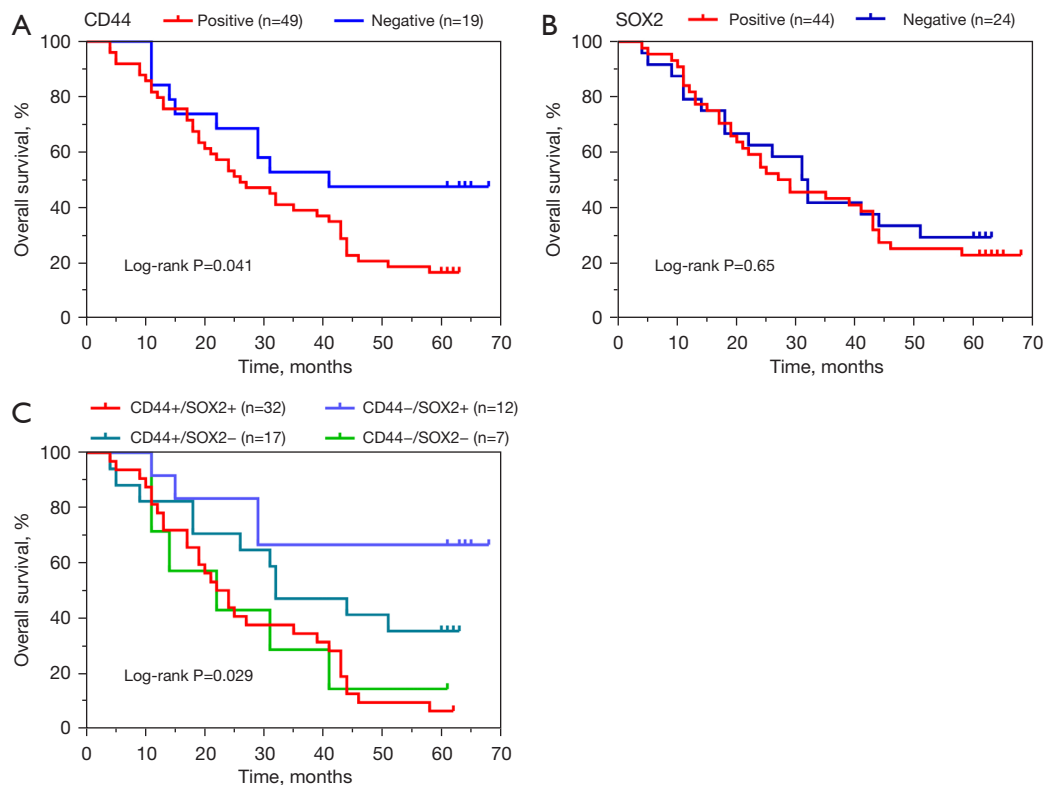 A
CD44
Positive (n=49)
Negative (n=19)
Overall survival, %
100
80
60
40
20
0
Log-rank P=0.041
0 10 20 30 40 50 60 70
Time, months
B
SOX2
Positive (n=44)
Negative (n=24)
Overall survival, %
100
80
60
40
20
0
Log-rank P=0.65
0 10 20 30 40 50 60 70
Time, months
C
CD44+/SOX2+ (n=32)
CD44−/SOX2+ (n=12)
CD44+/SOX2− (n=17)
CD44−/SOX2− (n=7)
Overall survival, %
100
80
60
40
20
0
Log-rank P=0.029
0 10 20 30 40 50 60 70
Time, months